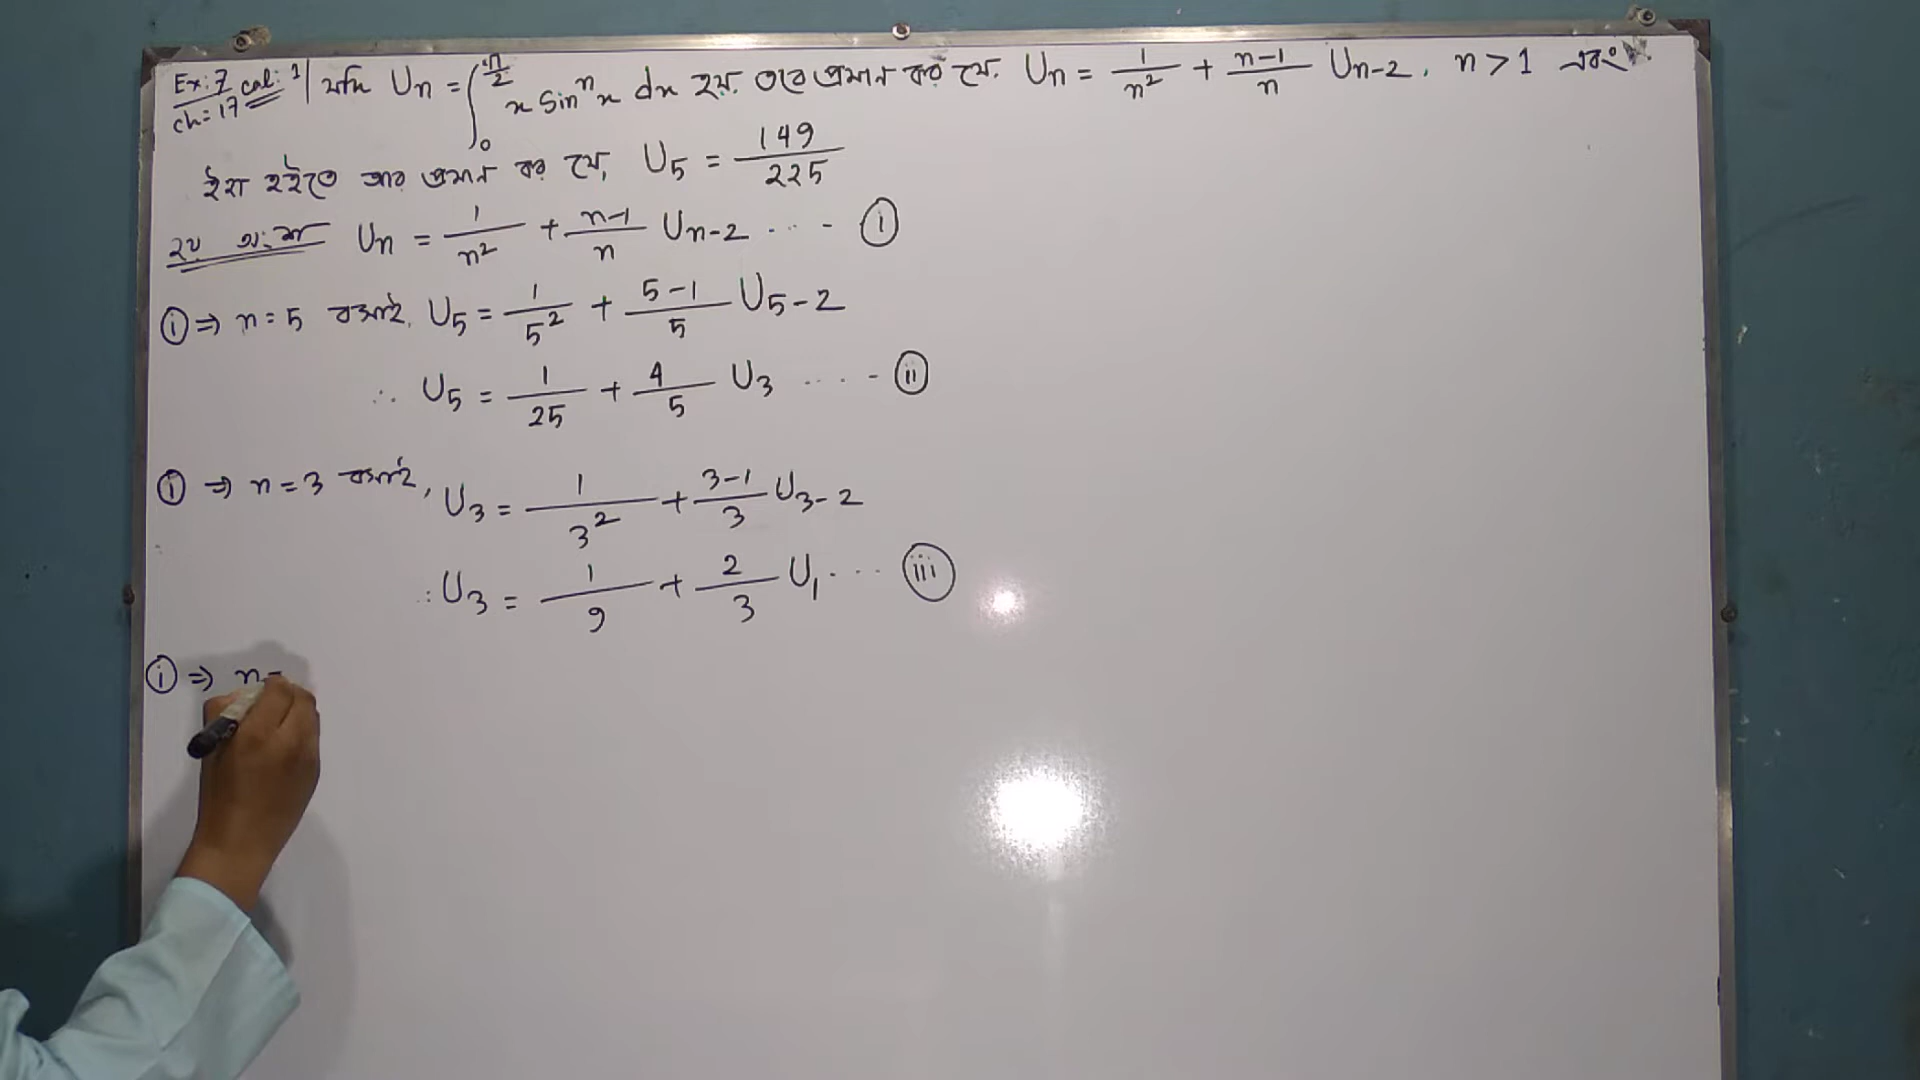 Ex: 7 cal: 1 | যদি Uₙ = ∫₀^(π/2) x sinⁿx dx হয়. তবে প্রমান কর যে. Uₙ = 1/n² + (n-1)/n Uₙ₋₂. n > 1 এবং
ch: 17
ইহা হইতে আর প্রমান কর যে, U₅ = 149/225
২য় অংশ Uₙ = 1/n² + (n-1)/n Uₙ₋₂ ... - (i)
(i) ⇒ n = 5 বসাই, U₅ = 1/5² + (5-1)/5 U₅₋₂
∴ U₅ = 1/25 + 4/5 U₃ .... - (ii)
(i) ⇒ n = 3 বসাই, U₃ = 1/3² + (3-1)/3 U₃₋₂
∴ U₃ = 1/9 + 2/3 U₁ ... (iii)
(i) ⇒ n =